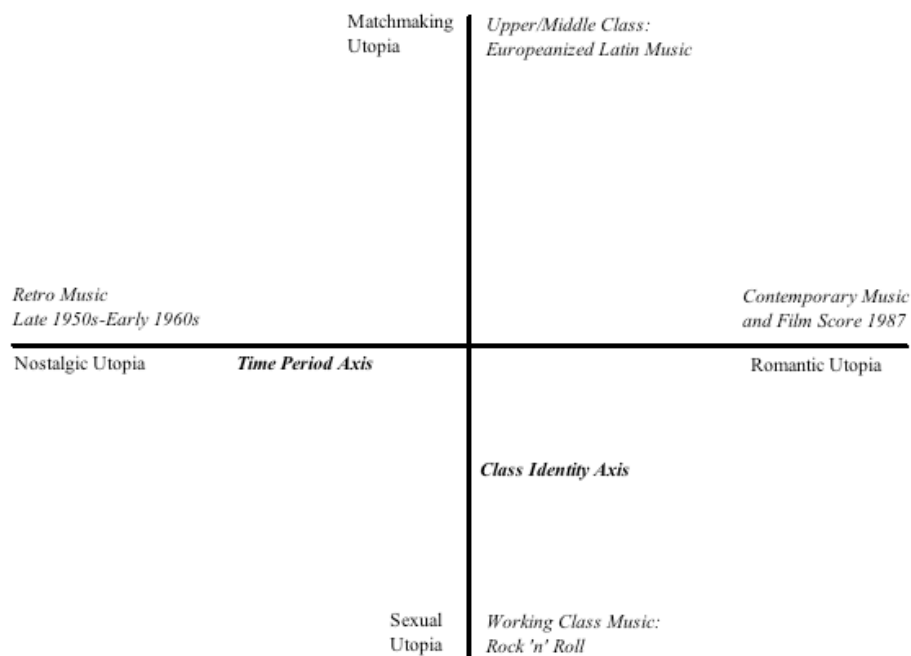 Matchmaking
Utopia
Upper/Middle Class:
Europeanized Latin Music
Retro Music
Late 1950s-Early 1960s
Contemporary Music
and Film Score 1987
Nostalgic Utopia
Time Period Axis
Romantic Utopia
Class Identity Axis
Sexual
Utopia
Working Class Music:
Rock 'n' Roll